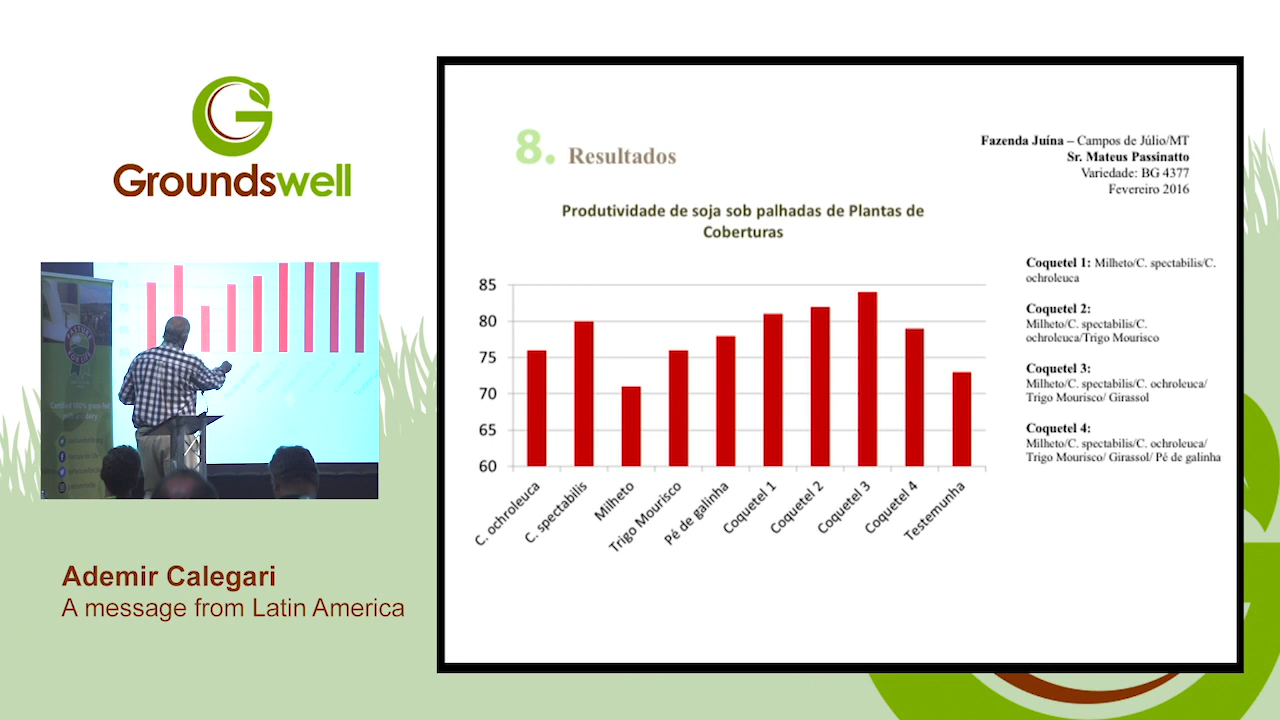 Groundswell
Ademir Calegari
A message from Latin America
8. Resultados
Fazenda Juína – Campos de Júlio/MT
Sr. Mateus Passinatto
Variedade: BG 4377
Fevereiro 2016
Produtividade de soja sob palhadas de Plantas de
Coberturas
85
80
75
70
65
60
C. ochroleuca
C. spectabilis
Milheto
Trigo Mourisco
Pé de galinha
Coquetel 1
Coquetel 2
Coquetel 3
Coquetel 4
Testemunha
Coquetel 1: Milheto/C. spectabilis/C.
ochroleuca
Coquetel 2:
Milheto/C. spectabilis/C.
ochroleuca/Trigo Mourisco
Coquetel 3:
Milheto/C. spectabilis/C. ochroleuca/
Trigo Mourisco/ Girassol
Coquetel 4:
Milheto/C. spectabilis/C. ochroleuca/
Trigo Mourisco/ Girassol/ Pé de galinha